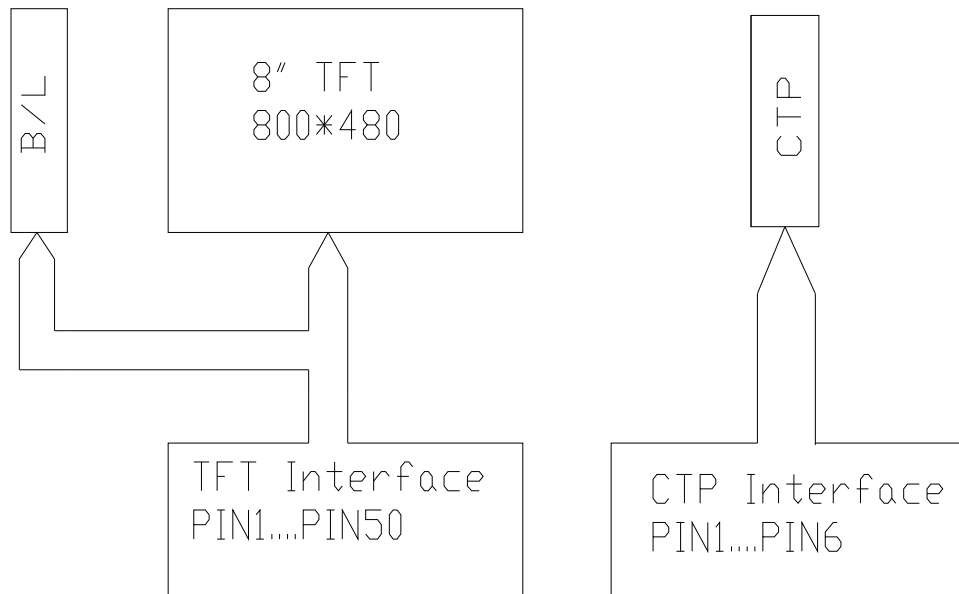 B/L
8" TFT
800*480
CTP
TFT Interface
PIN1....PIN50
CTP Interface
PIN1....PIN6